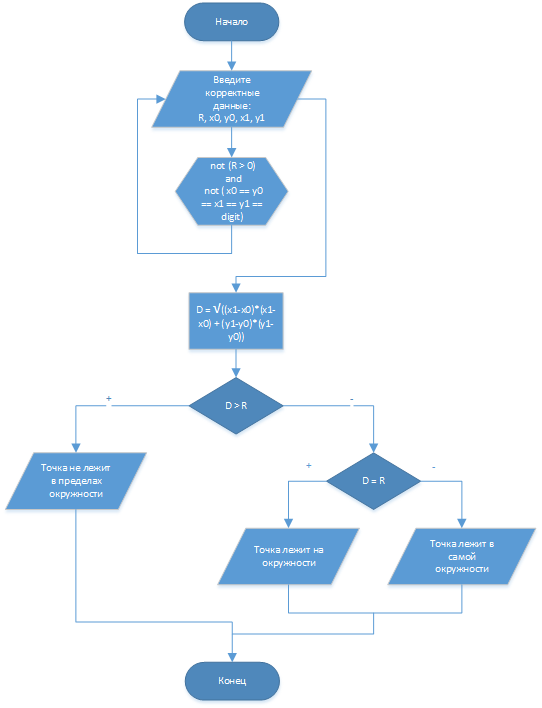 Начало
Введите
корректные
данные:
R, x0, y0, x1, y1
not (R > 0)
and
not ( x0 == y0
== x1 == y1 ==
digit)
D = √((x1-x0)*(x1-
x0) + (y1-y0)*(y1-
y0))
D > R
+
-
Точка не лежит
в пределах
окружности
D = R
+
-
Точка лежит на
окружности
Точка лежит в
самой
окружности
Конец